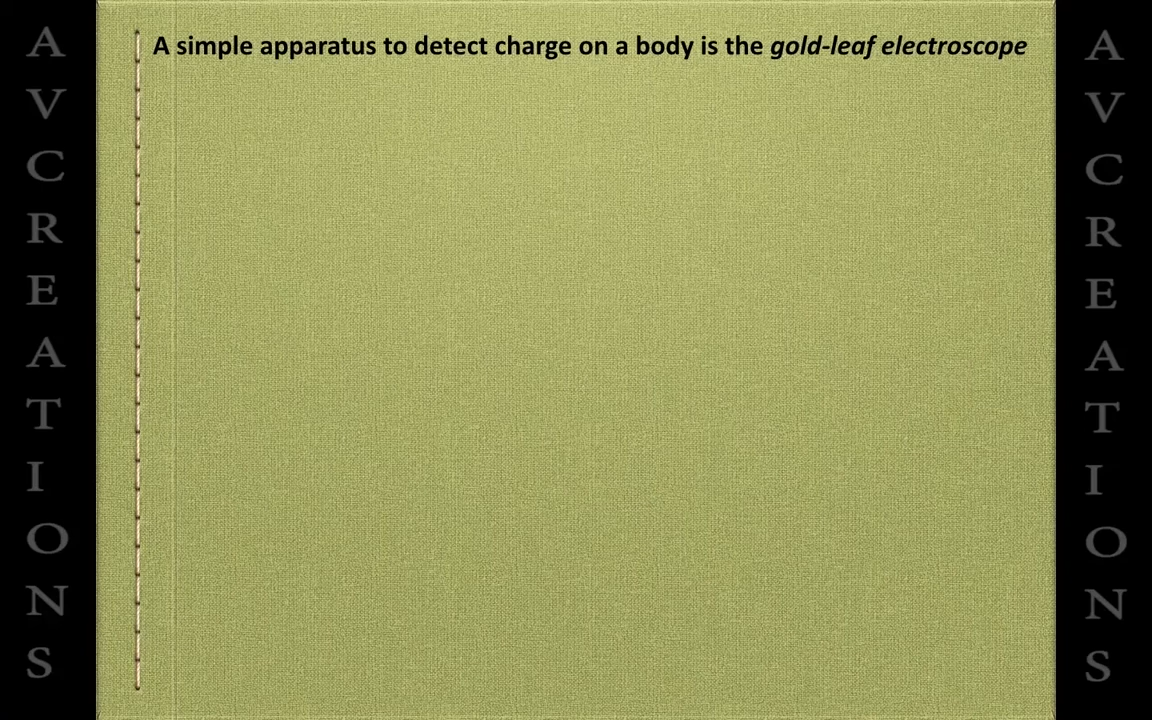 A simple apparatus to detect charge on a body is the gold-leaf electroscope
A
V
C
R
E
A
T
I
O
N
S
A
V
C
R
E
A
T
I
O
N
S